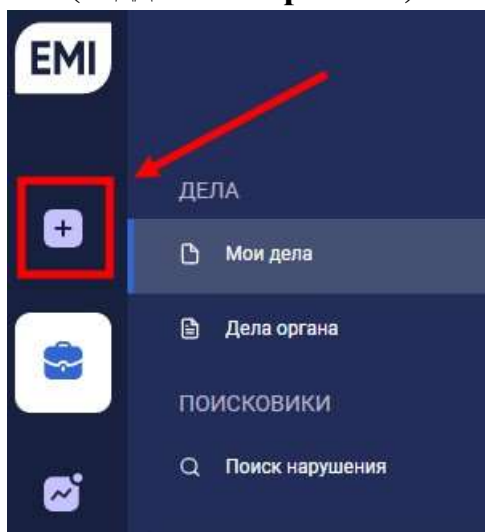 EMI
ДЕЛА
Мои дела
Дела органа
ПОИСКОВИКИ
Поиск нарушения